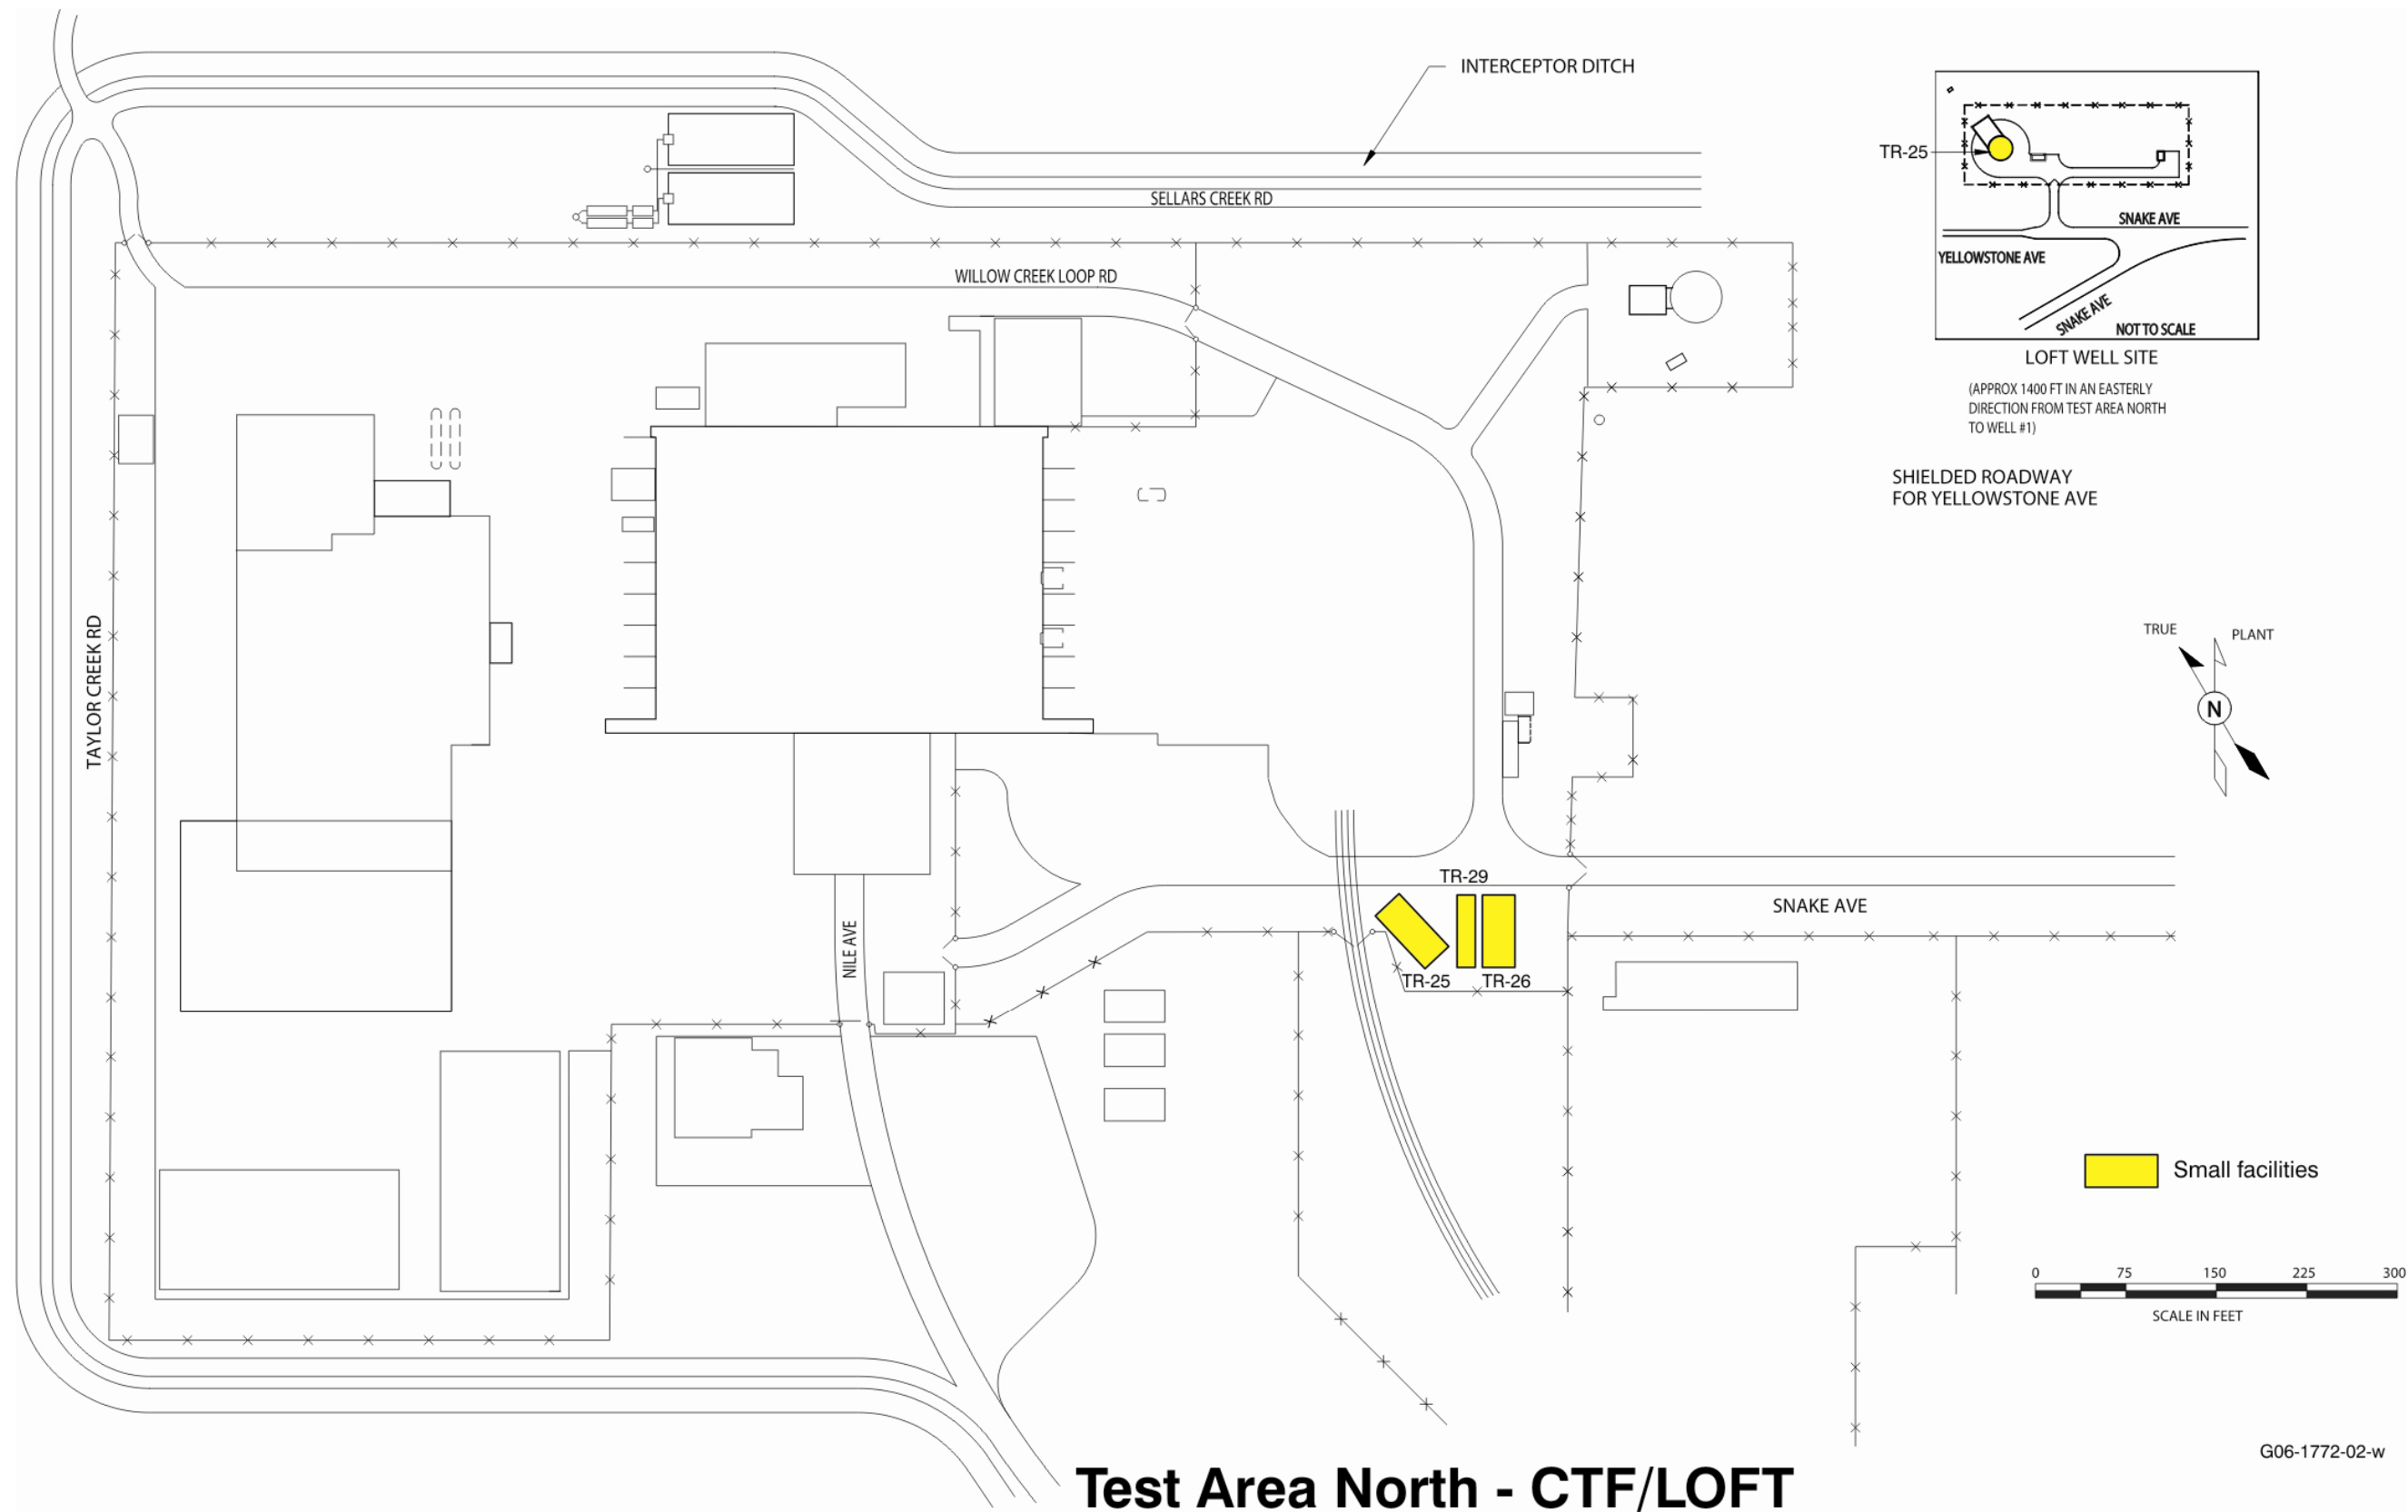 INTERCEPTOR DITCH
SELLARS CREEK RD
WILLOW CREEK LOOP RD
TAYLOR CREEK RD
NILE AVE
TR-29
TR-25
TR-26
SNAKE AVE
TR-25
SNAKE AVE
YELLOWSTONE AVE
SNAKE AVE
NOT TO SCALE
LOFT WELL SITE
(APPROX 1400 FT IN AN EASTERLY
DIRECTION FROM TEST AREA NORTH
TO WELL #1)
SHIELDED ROADWAY
FOR YELLOWSTONE AVE
TRUE
PLANT
N
Small facilities
0 75 150 225 300
SCALE IN FEET
G06-1772-02-w
Test Area North - CTF/LOFT